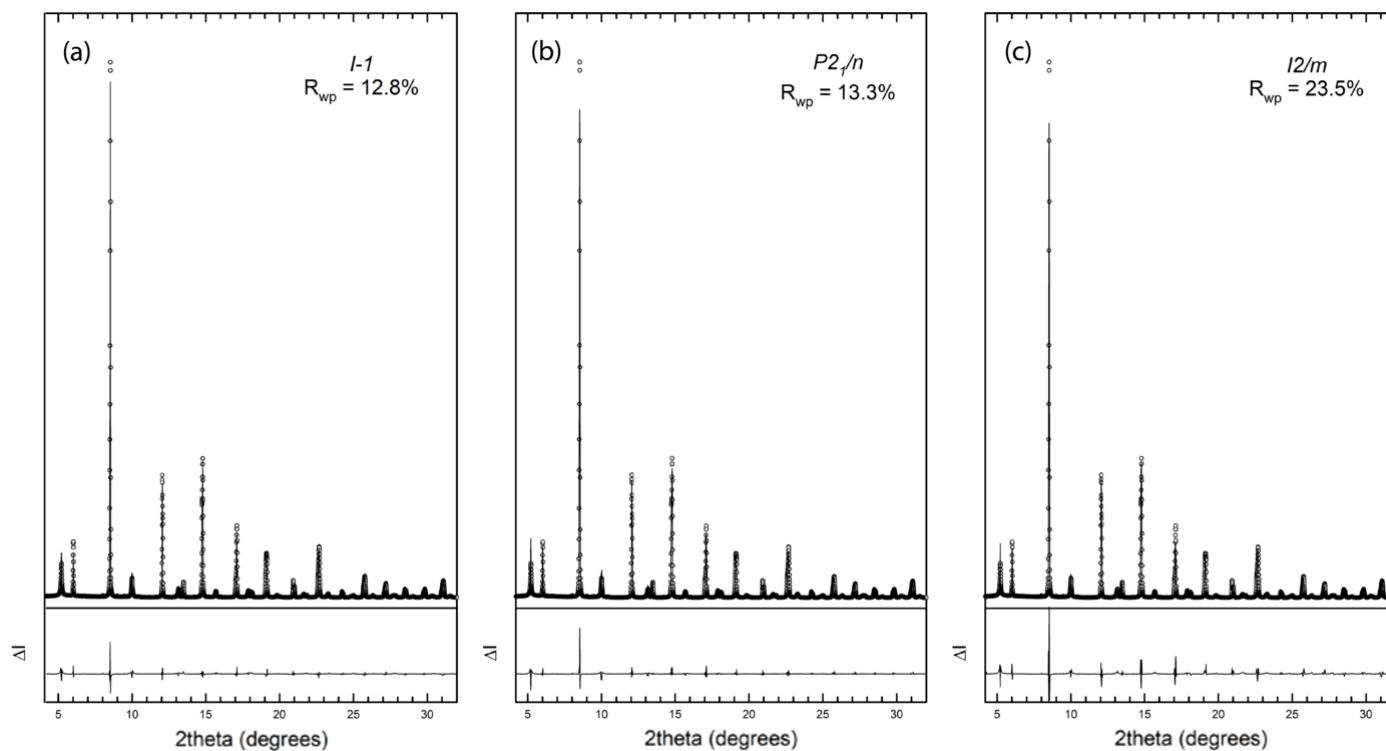 (a)
I-1
Rwp = 12.8%
ΔI
5 10 15 20 25 30
2theta (degrees)
(b)
P21/n
Rwp = 13.3%
ΔI
5 10 15 20 25 30
2theta (degrees)
(c)
I2/m
Rwp = 23.5%
ΔI
5 10 15 20 25 30
2theta (degrees)